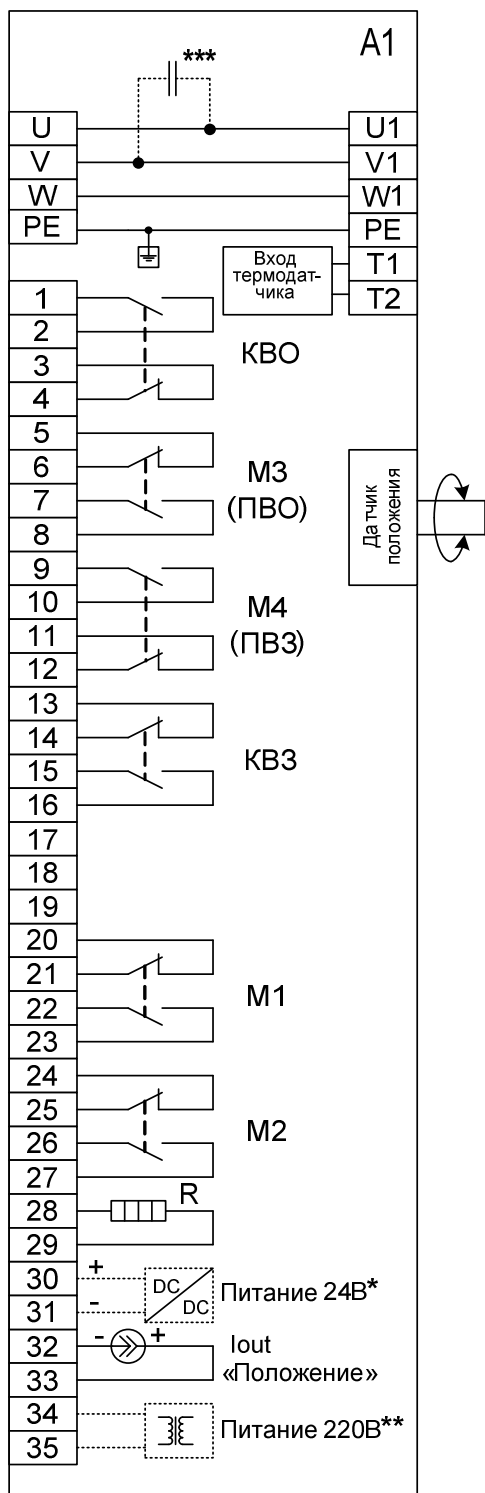 A1
***
U U1
V V1
W W1
PE PE
Вход
термодат-
чика
T1
T2
1
2
КВО
3
4
5
6
М3
(ПВО)
7
8
9
10
М4
(ПВЗ)
11
12
Датчик
положения
13
14
КВЗ
15
16
17
18
19
20
21
М1
22
23
24
25
М2
26
27
28 R
29
30 +
DC
DC
Питание 24В*
31 -
32 - +
Iout
«Положение»
33
34
Питание 220В**
35